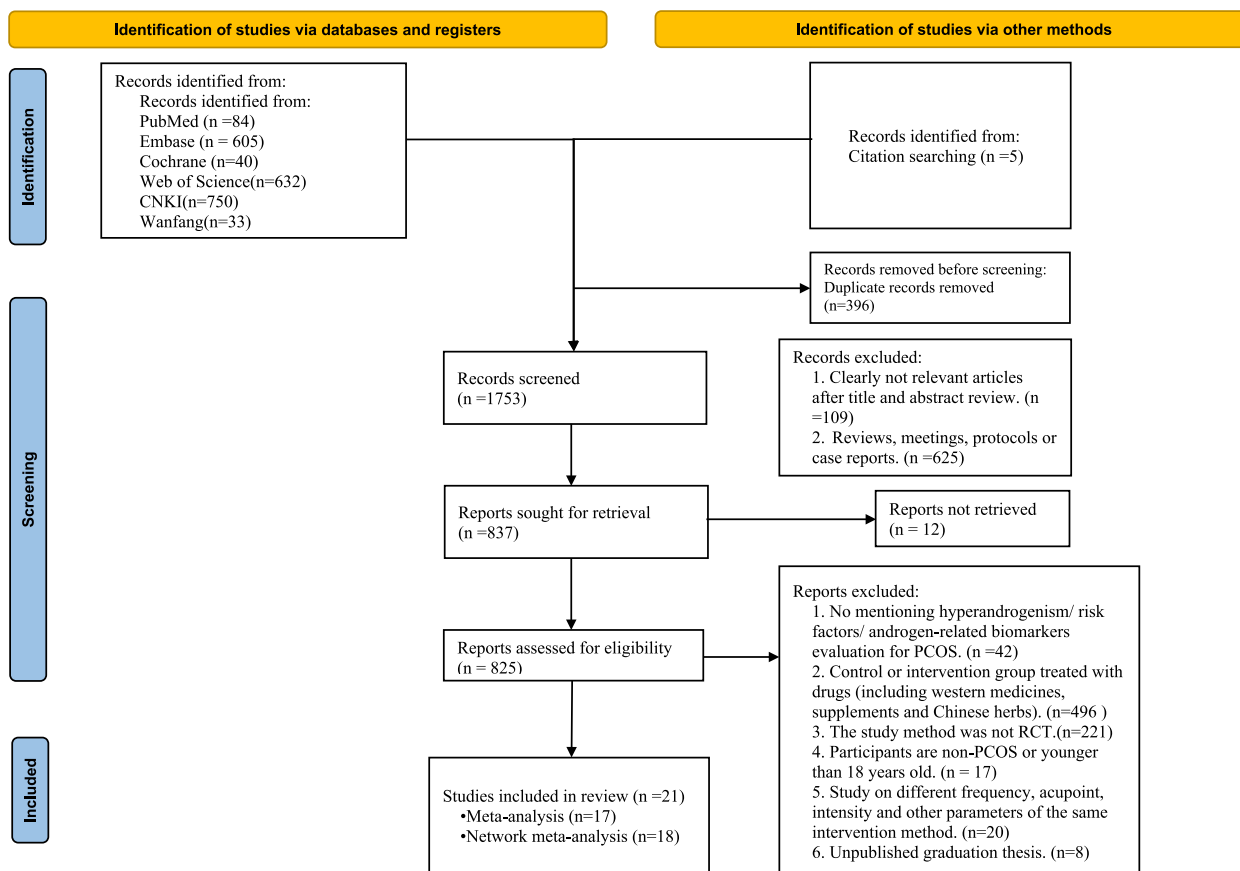 Identification of studies via databases and registers
Identification of studies via other methods
Identification
Records identified from:
Records identified from:
PubMed (n =84)
Embase (n = 605)
Cochrane (n=40)
Web of Science(n=632)
CNKI(n=750)
Wanfang(n=33)
Records identified from:
Citation searching (n =5)
Records removed before screening:
Duplicate records removed
(n=396)
Screening
Records screened
(n =1753)
Records excluded:
1. Clearly not relevant articles
after title and abstract review. (n
=109)
2. Reviews, meetings, protocols or
case reports. (n =625)
Reports sought for retrieval
(n =837)
Reports not retrieved
(n = 12)
Reports assessed for eligibility
(n = 825)
Reports excluded:
1. No mentioning hyperandrogenism/ risk
factors/ androgen-related biomarkers
evaluation for PCOS. (n =42)
2. Control or intervention group treated with
drugs (including western medicines,
supplements and Chinese herbs). (n=496 )
3. The study method was not RCT.(n=221)
4. Participants are non-PCOS or younger
than 18 years old. (n = 17)
5. Study on different frequency, acupoint,
intensity and other parameters of the same
intervention method. (n=20)
6. Unpublished graduation thesis. (n=8)
Included
Studies included in review (n =21)
•Meta-analysis (n=17)
•Network meta-analysis (n=18)